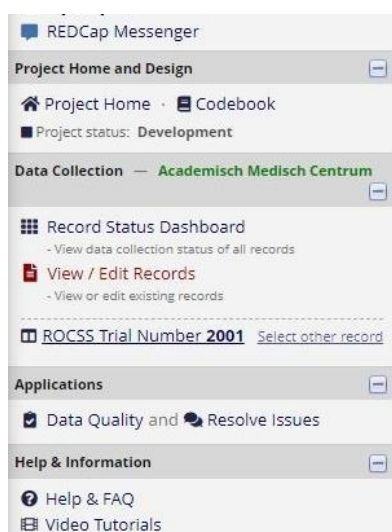 REDCap Messenger
Project Home and Design
Project Home · Codebook
Project status: Development
Data Collection — Academisch Medisch Centrum
Record Status Dashboard
- View data collection status of all records
View / Edit Records
- View or edit existing records
ROCSS Trial Number 2001 Select other record
Applications
Data Quality and Resolve Issues
Help & Information
Help & FAQ
Video Tutorials